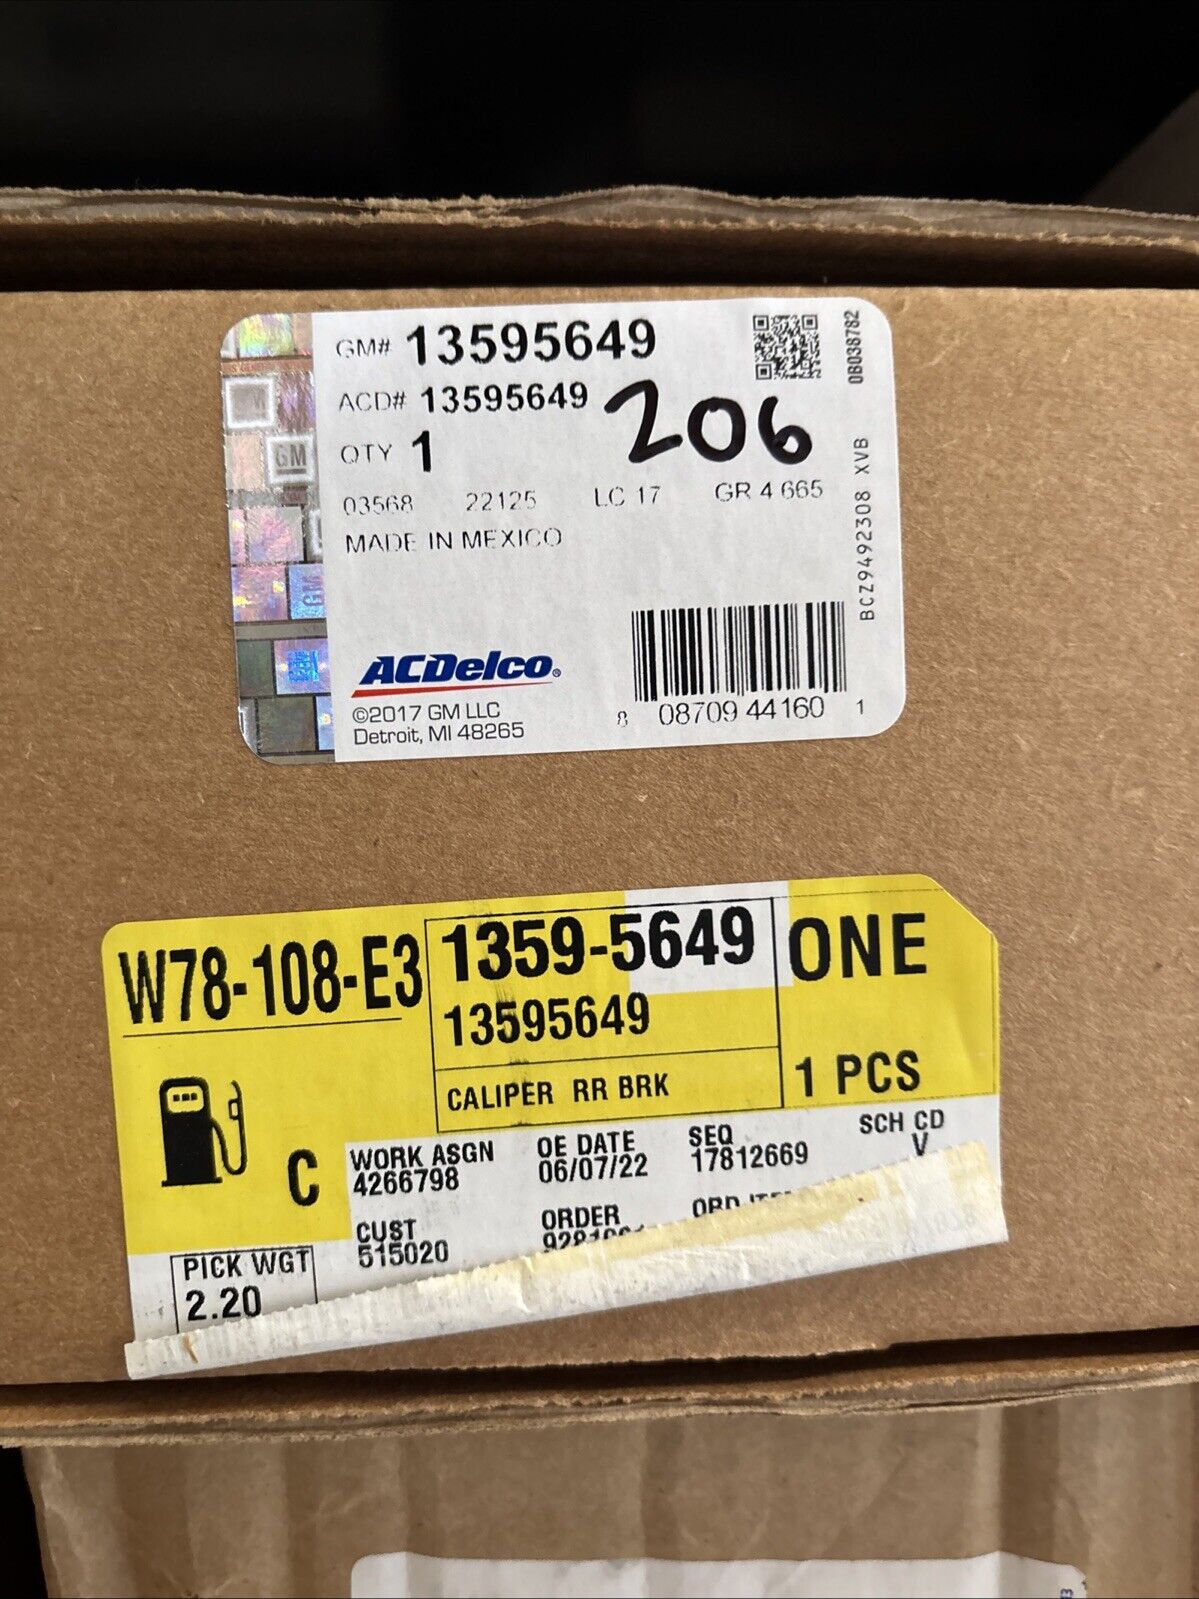 GM# 13595649
0B038782
ACD# 13595649
206
QTY 1
03568 22125 LC 17 GR 4 665
BCZ9492308 XVB
MADE IN MEXICO
GM
ACDelco
©2017 GM LLC
Detroit, MI 48265
8 08709 44160 1
W78-108-E3
1359-5649
ONE
13595649
CALIPER RR BRK
1 PCS
C
WORK ASGN OE DATE SEQ SCH CD
4266798 06/07/22 17812669 V
CUST ORDER ORD
515020
PICK WGT
2.20